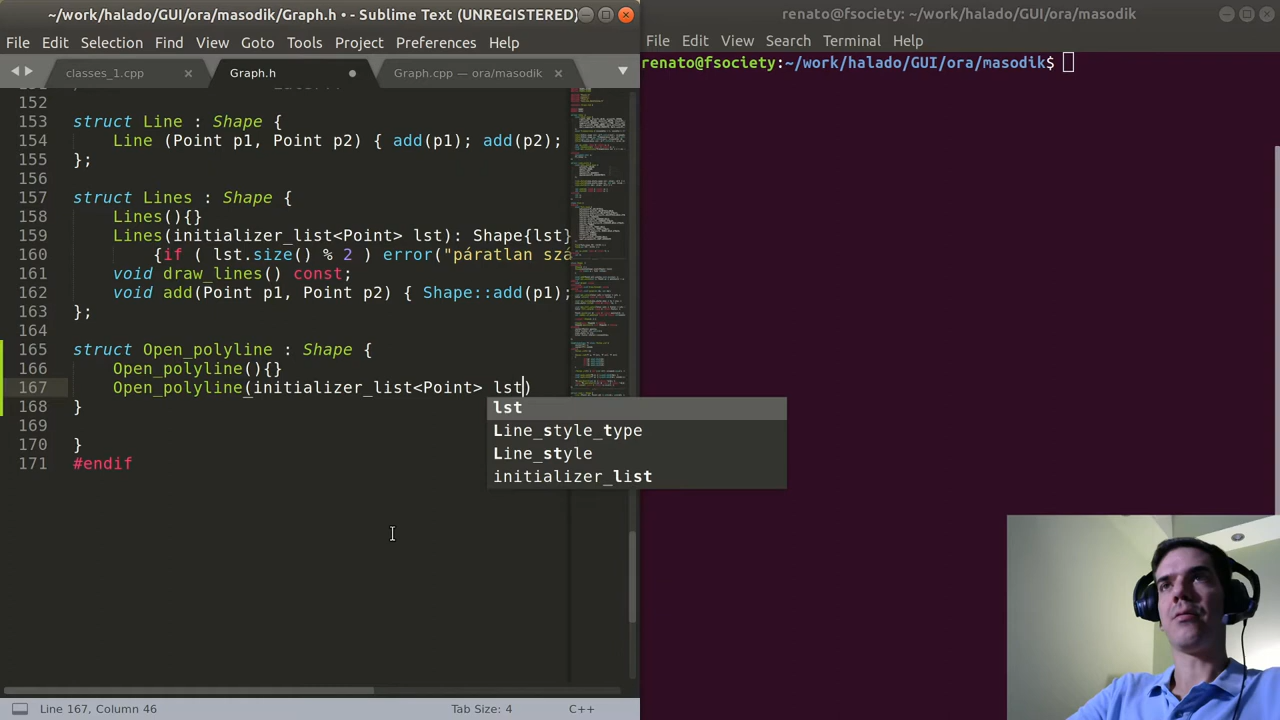 ~/work/halado/GUI/ora/masodik/Graph.h • - Sublime Text (UNREGISTERED)
File Edit Selection Find View Goto Tools Project Preferences Help
classes_1.cpp × Graph.h Graph.cpp — ora/masodik ×
152
153 struct Line : Shape {
154 Line (Point p1, Point p2) { add(p1); add(p2);
155 };
156
157 struct Lines : Shape {
158 Lines(){}
159 Lines(initializer_list<Point> lst): Shape{lst}
160 {if ( lst.size() % 2 ) error("páratlan szá
161 void draw_lines() const;
162 void add(Point p1, Point p2) { Shape::add(p1);
163 };
164
165 struct Open_polyline : Shape {
166 Open_polyline(){}
167 Open_polyline(initializer_list<Point> lst)
168 }
169
170 }
171 #endif
lst
Line_style_type
Line_style
initializer_list
Line 167, Column 46 Tab Size: 4 C++
renato@fsociety: ~/work/halado/GUI/ora/masodik
File Edit View Search Terminal Help
renato@fsociety:~/work/halado/GUI/ora/masodik$